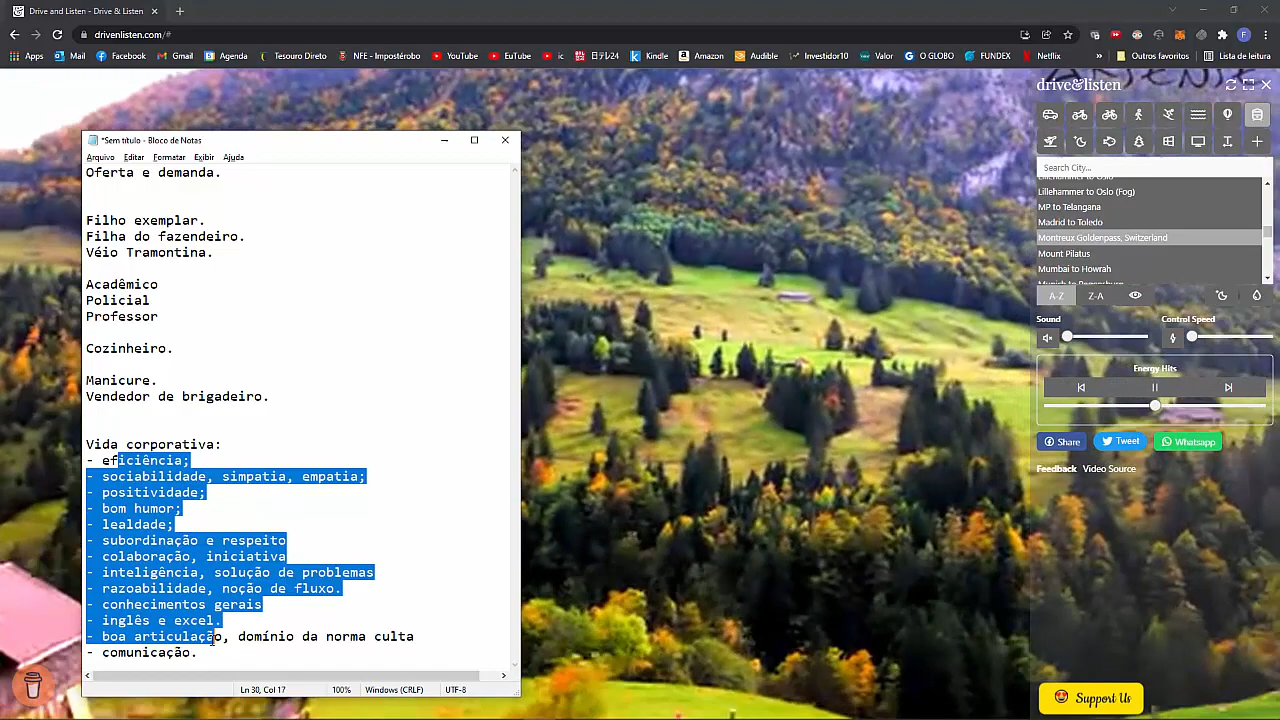 Drive and Listen - Drive & Listen
drivenlisten.com/#
Apps
Mail
Facebook
Gmail
Agenda
Tesouro Direto
NFE - Impostérobo
YouTube
EuTube
ic
Kindle
Amazon
Audible
Investidor10
Valor
O GLOBO
FUNDEX
Netflix
»
Outros favoritos
Lista de leitura
*Sem título - Bloco de Notas
Arquivo Editar Formatar Exibir Ajuda
Oferta e demanda.
Filho exemplar.
Filha do fazendeiro.
Véio Tramontina.
Acadêmico
Policial
Professor
Cozinheiro.
Manicure.
Vendedor de brigadeiro.
Vida corporativa:
- eficiência;
- sociabilidade, simpatia, empatia;
- positividade;
- bom humor;
- lealdade;
- subordinação e respeito
- colaboração, iniciativa
- inteligência, solução de problemas
- razoabilidade, noção de fluxo.
- conhecimentos gerais
- inglês e excel.
- boa articulação, domínio da norma culta
- comunicação.
Ln 30, Col 17
100%
Windows (CRLF)
UTF-8
drive&listen
Search City...
Lillehammer to Oslo
Lillehammer to Oslo (Fog)
MP to Telangana
Madrid to Toledo
Montreux Goldenpass, Switzerland
Mount Pilatus
Mumbai to Howrah
A-Z
Z-A
Sound
Control Speed
Energy Hits
Share
Tweet
Whatsapp
Feedback Video Source
Support Us